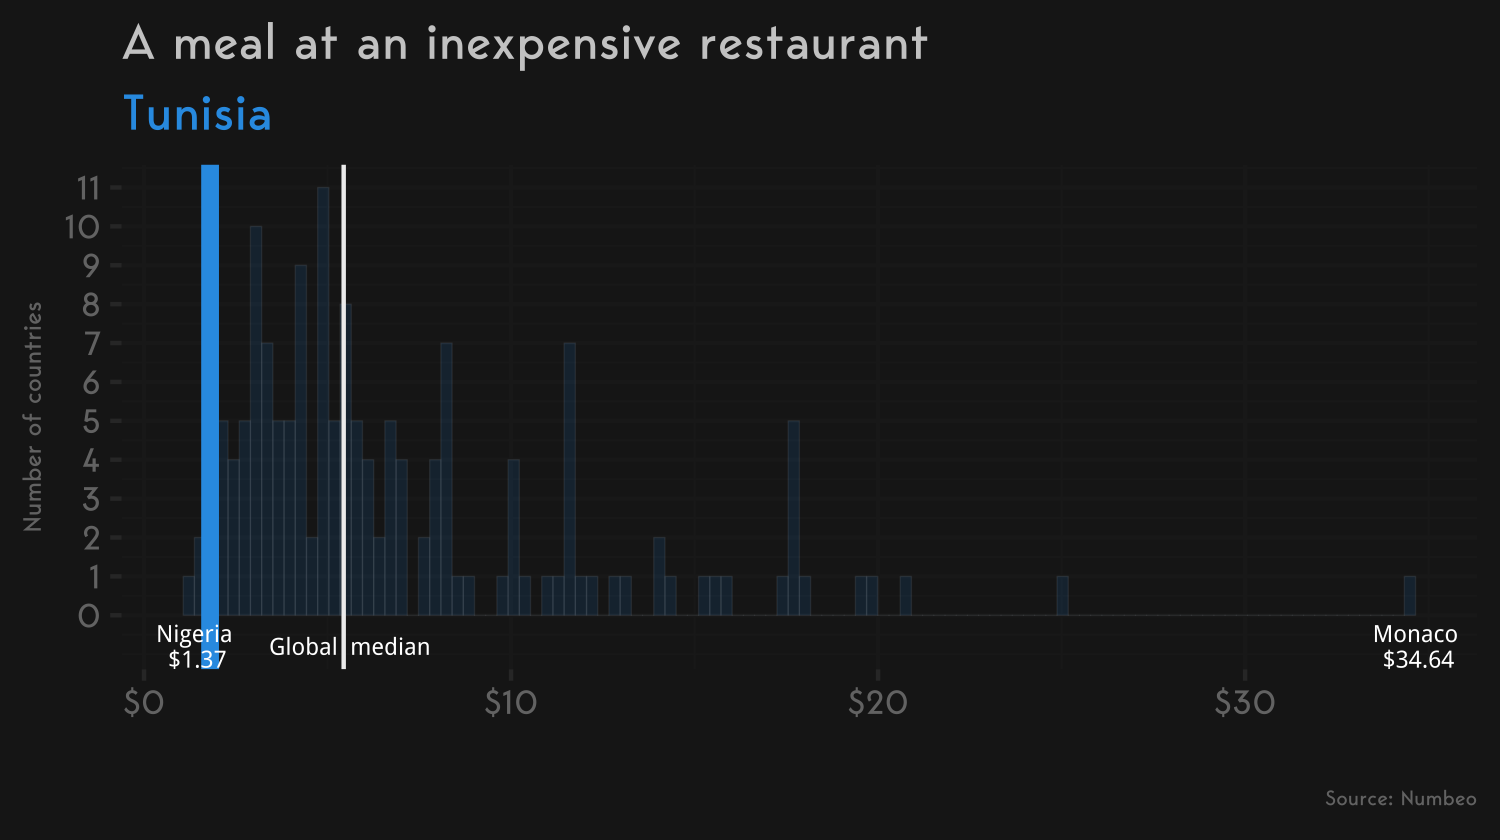 A meal at an inexpensive restaurant
Tunisia
Number of countries
11
10
9
8
7
6
5
4
3
2
1
0
Nigeria
$1.37
Global median
Monaco
$34.64
$0 $10 $20 $30
Source: Numbeo